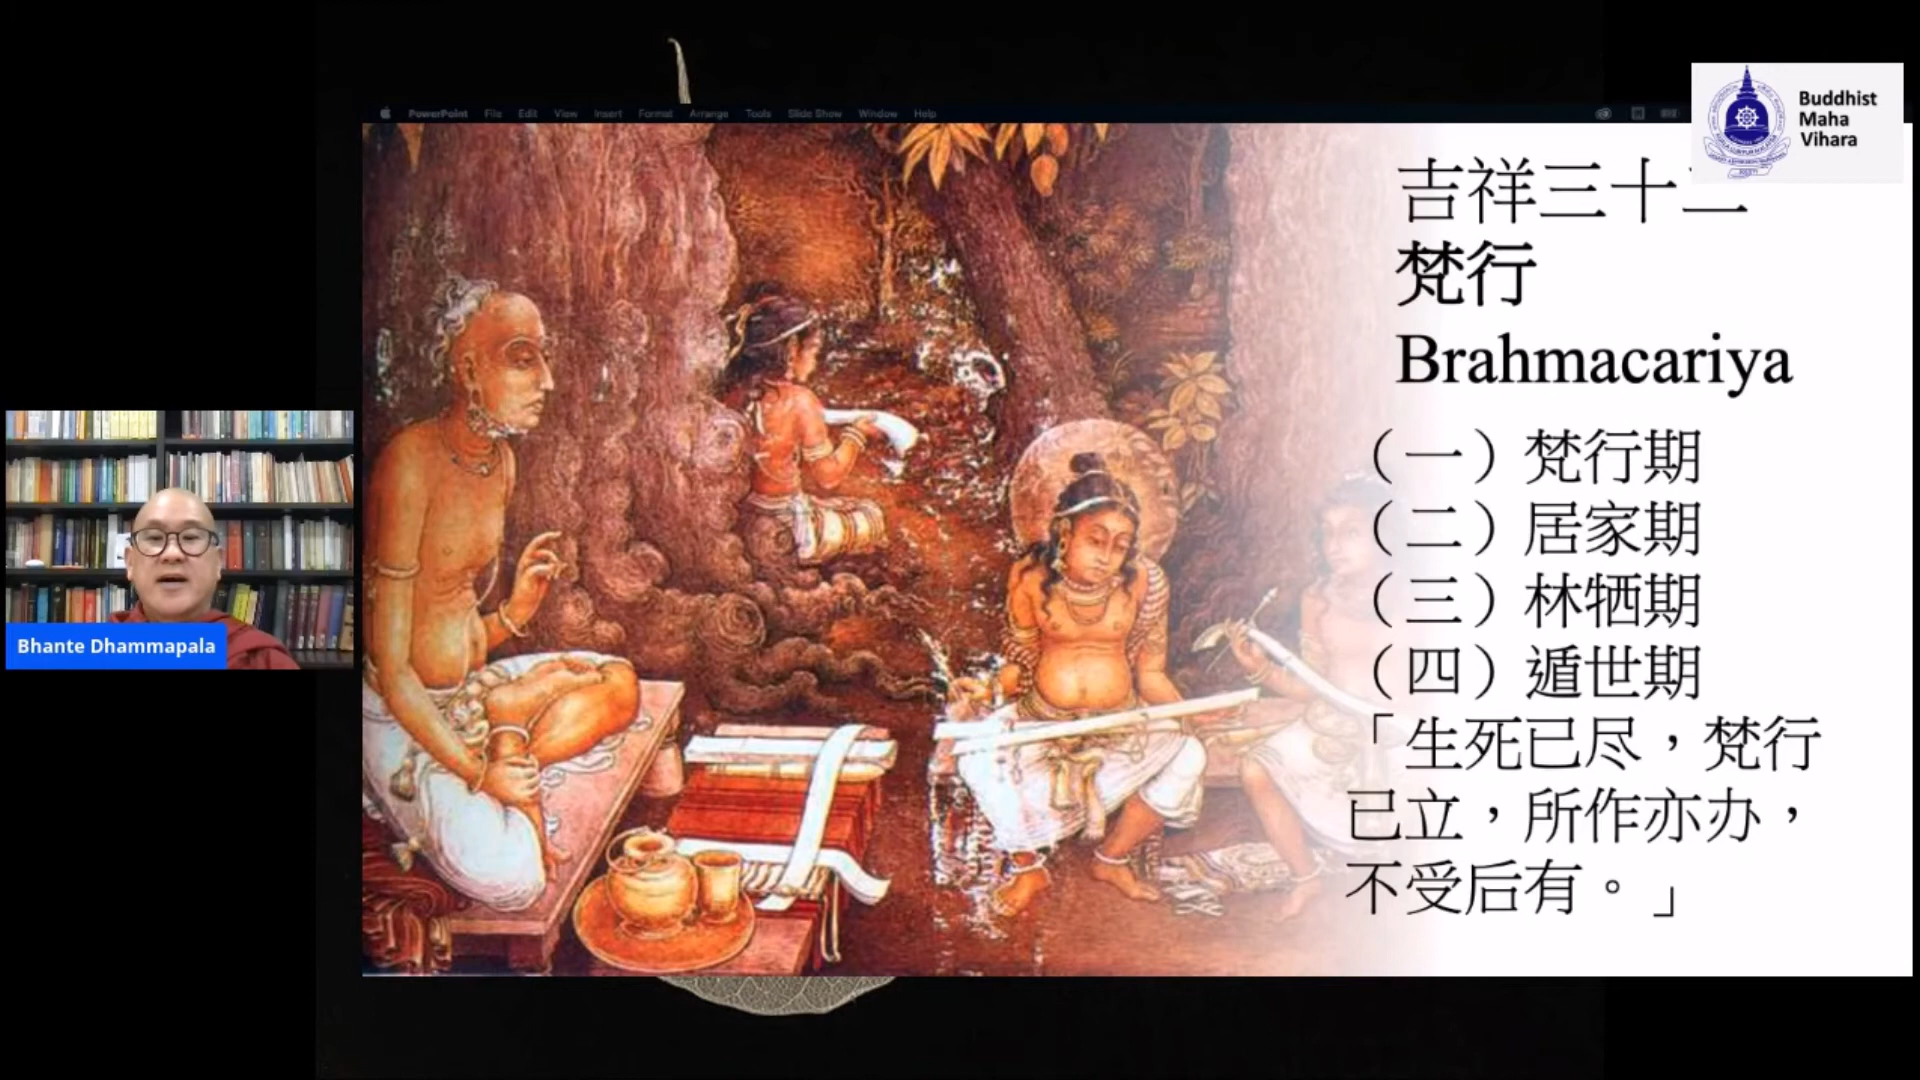 PowerPoint File Edit View Insert Format Arrange Tools Slide Show Window Help
Buddhist
Maha
Vihara
吉祥三十二
梵行
Brahmacariya
（一）梵行期
（二）居家期
（三）林牺期
（四）遁世期
「生死已尽，梵行
已立，所作亦办，
不受后有。」
Bhante Dhammapala